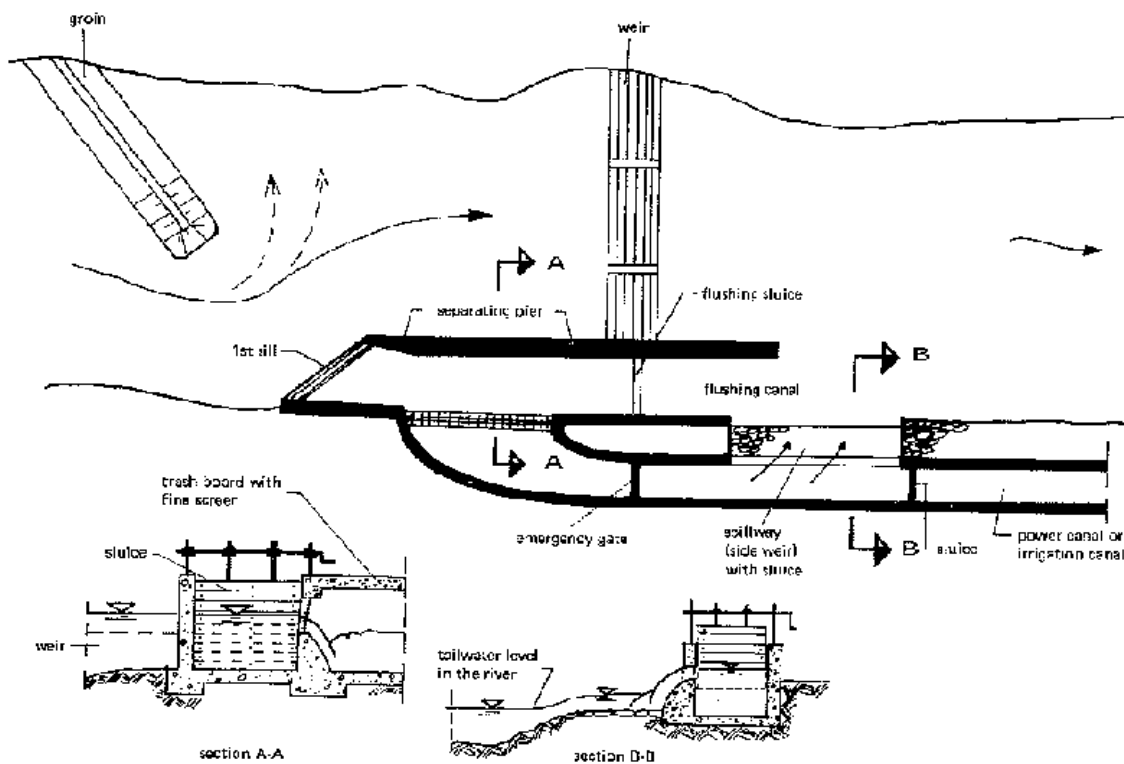 groin
weir
A
flushing sluice
separating pier
1st sill
B
flushing canal
A
trash board with
fine screen
sluice
emergency gate
spillway
(side weir)
with sluice
B
sluice
power canal or
irrigation canal
weir
tailwater level
in the river
section A-A
section B-B